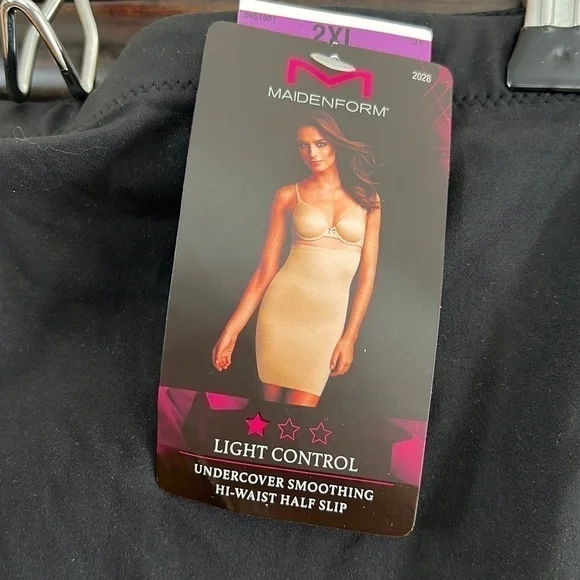 2XL
2028
MAIDENFORM
LIGHT CONTROL
UNDERCOVER SMOOTHING
HI-WAIST HALF SLIP